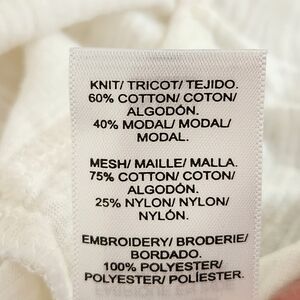 KNIT/ TRICOT/ TEJIDO.
60% COTTON/ COTON/
ALGODÓN.
40% MODAL/ MODAL/
MODAL.
MESH/ MAILLE/ MALLA.
75% COTTON/ COTON/
ALGODÓN.
25% NYLON/ NYLON/
NYLÓN.
EMBROIDERY/ BRODERIE/
BORDADO.
100% POLYESTER/
POLYESTER/ POLÍESTER.